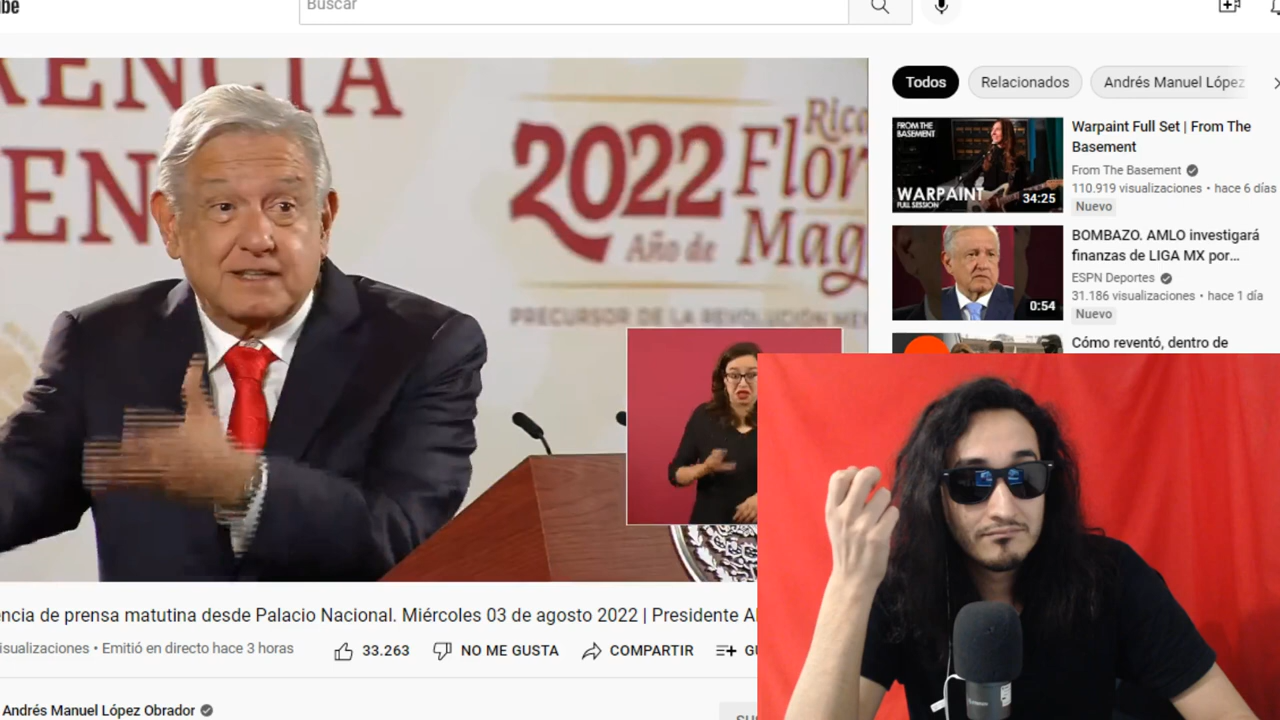 Buscar
2022 Flor
Ric
Año de Mag
PRECURSOR DE LA REVOLUCIÓN
Todos
Relacionados
Andrés Manuel López
FROM THE
BASEMENT
WARPAINT
FULL SESSION
34:25
Warpaint Full Set | From The
Basement
From The Basement
110.919 visualizaciones • hace 6 días
Nuevo
0:54
BOMBAZO. AMLO investigará
finanzas de LIGA MX por...
ESPN Deportes
31.186 visualizaciones • hace 1 día
Nuevo
Cómo reventó, dentro de
encia de prensa matutina desde Palacio Nacional. Miércoles 03 de agosto 2022 | Presidente A
isualizaciones • Emitió en directo hace 3 horas
33.263
NO ME GUSTA
COMPARTIR
Andrés Manuel López Obrador